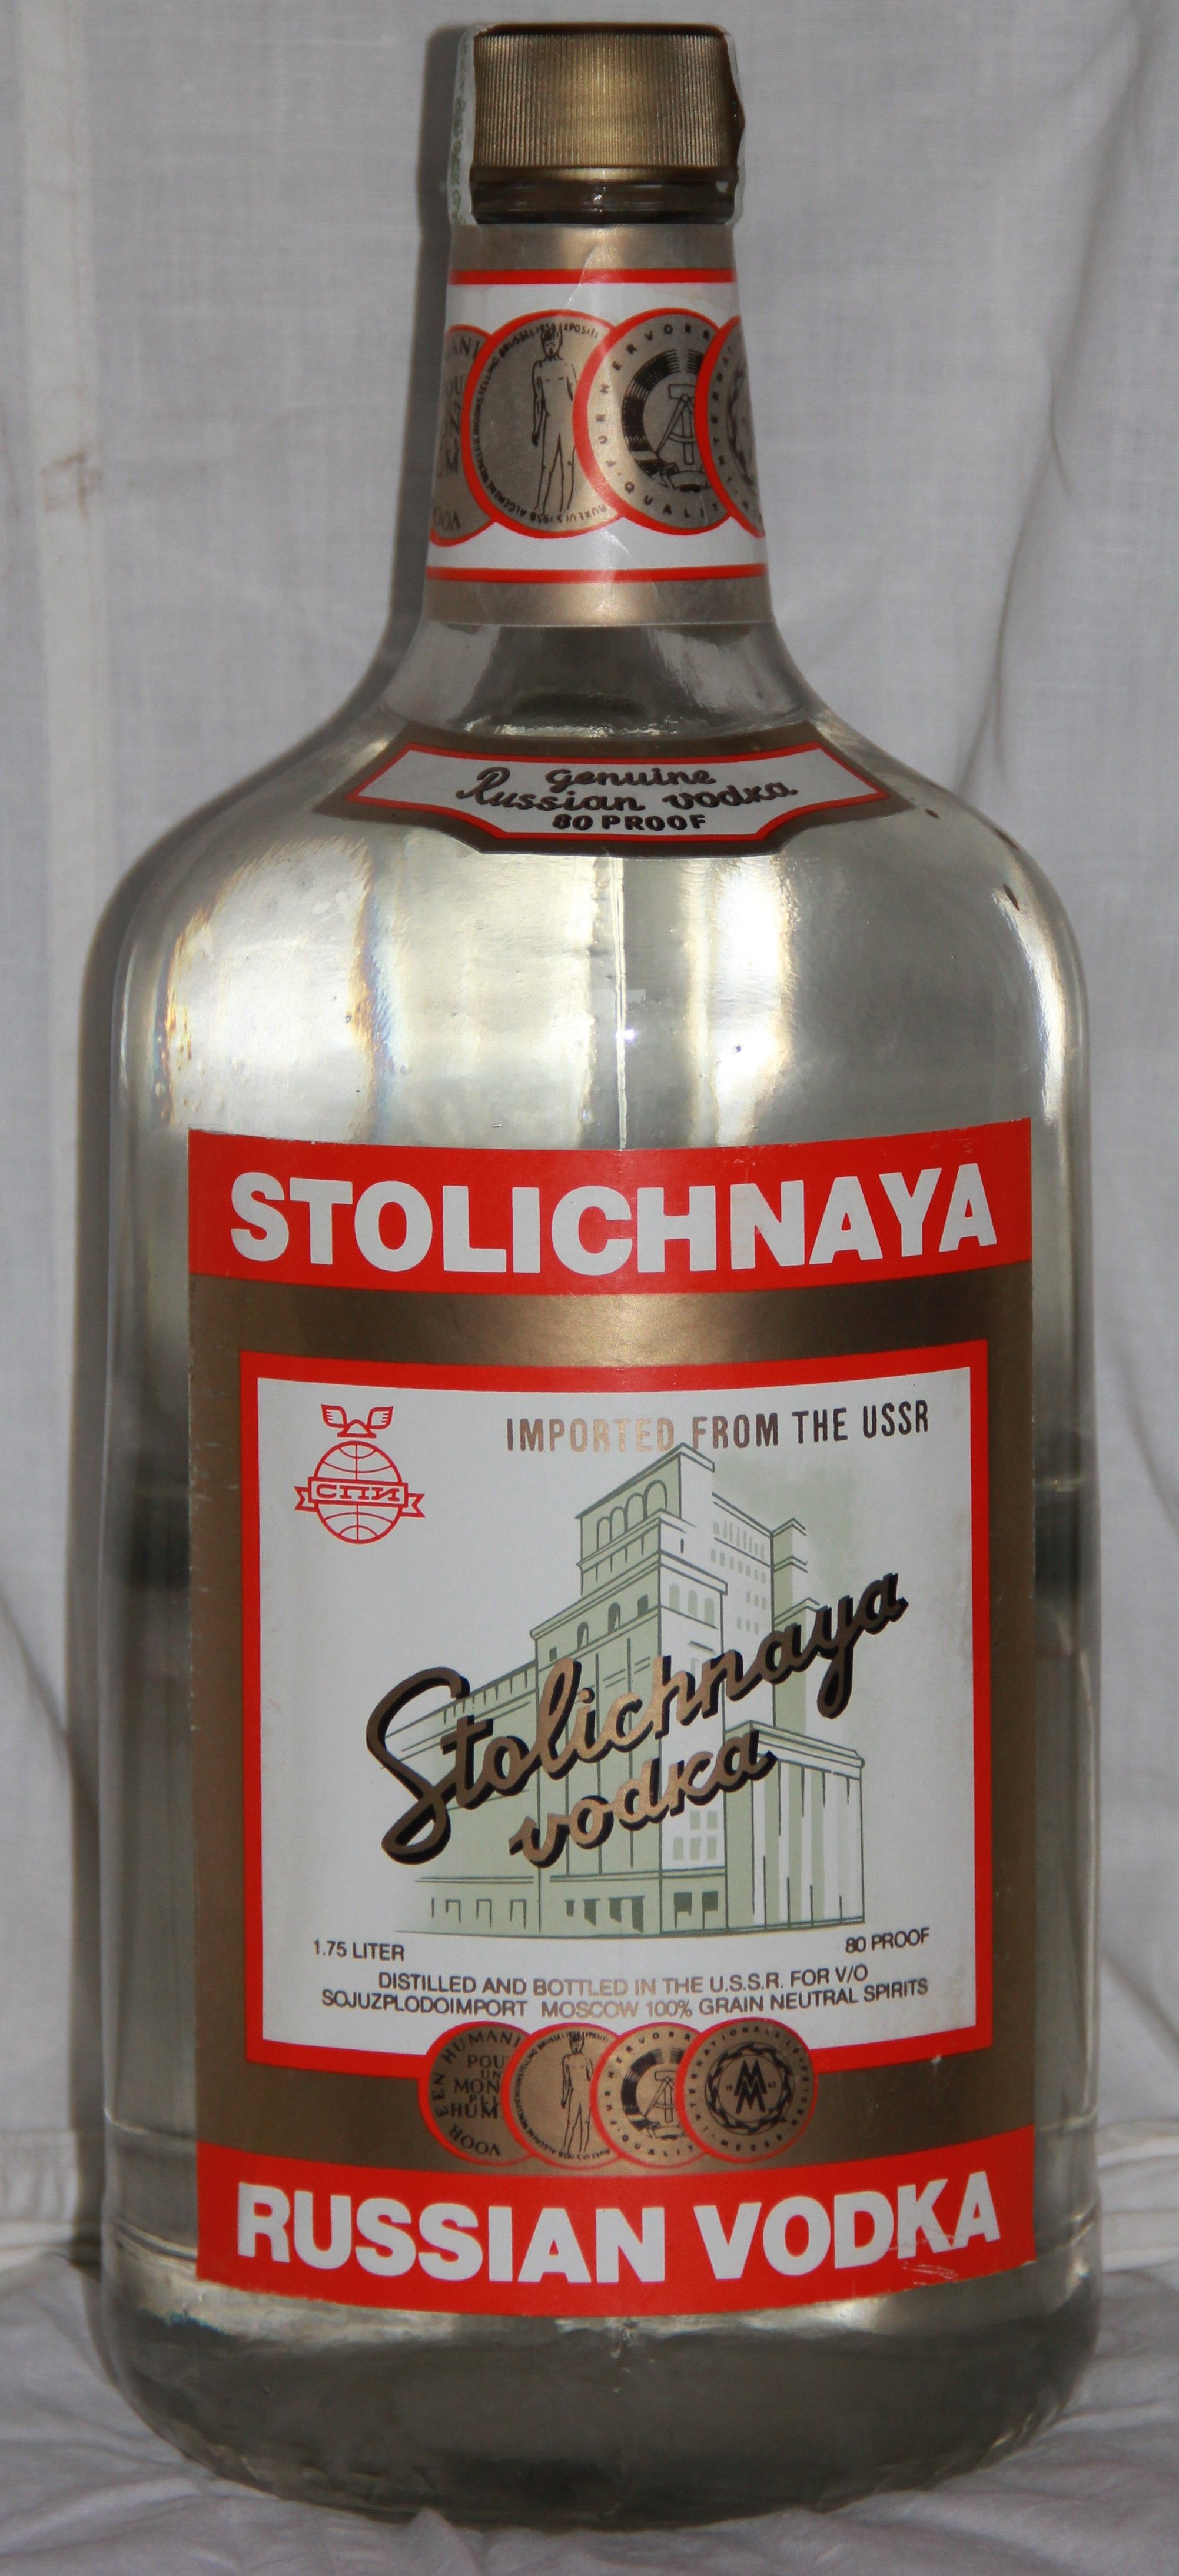 Genuine
Russian vodka
80 PROOF
STOLICHNAYA
IMPORTED FROM THE USSR
СПИ
Stolichnaya
vodka
1.75 LITER
80 PROOF
DISTILLED AND BOTTLED IN THE U.S.S.R. FOR V/O
SOJUZPLODOIMPORT MOSCOW 100% GRAIN NEUTRAL SPIRITS
RUSSIAN VODKA